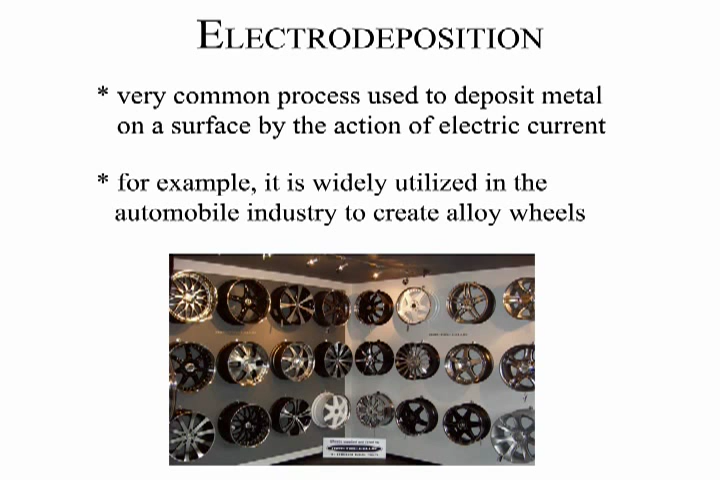 ELECTRODEPOSITION
* very common process used to deposit metal
on a surface by the action of electric current
* for example, it is widely utilized in the
automobile industry to create alloy wheels